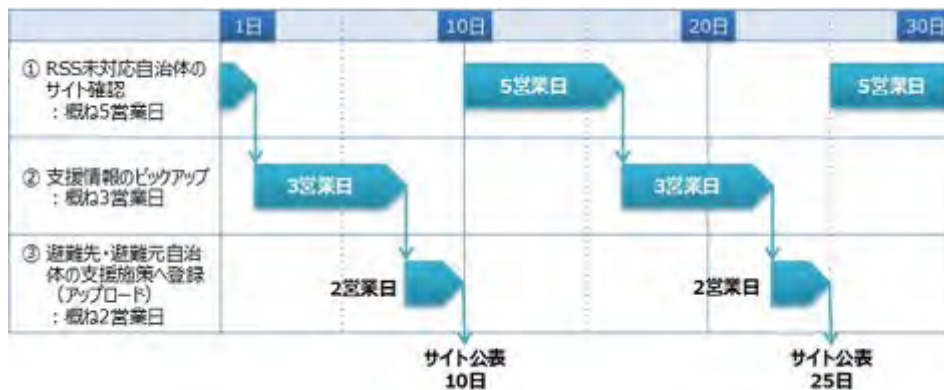 1日 10日 20日 30日
① RSS未対応自治体の
サイト確認
：概ね5営業日
5営業日 5営業日
② 支援情報のピックアップ
：概ね3営業日
3営業日 3営業日
③ 避難先・避難元自治
体の支援施策へ登録
（アップロード）
：概ね2営業日
2営業日 2営業日
サイト公表
10日
サイト公表
25日